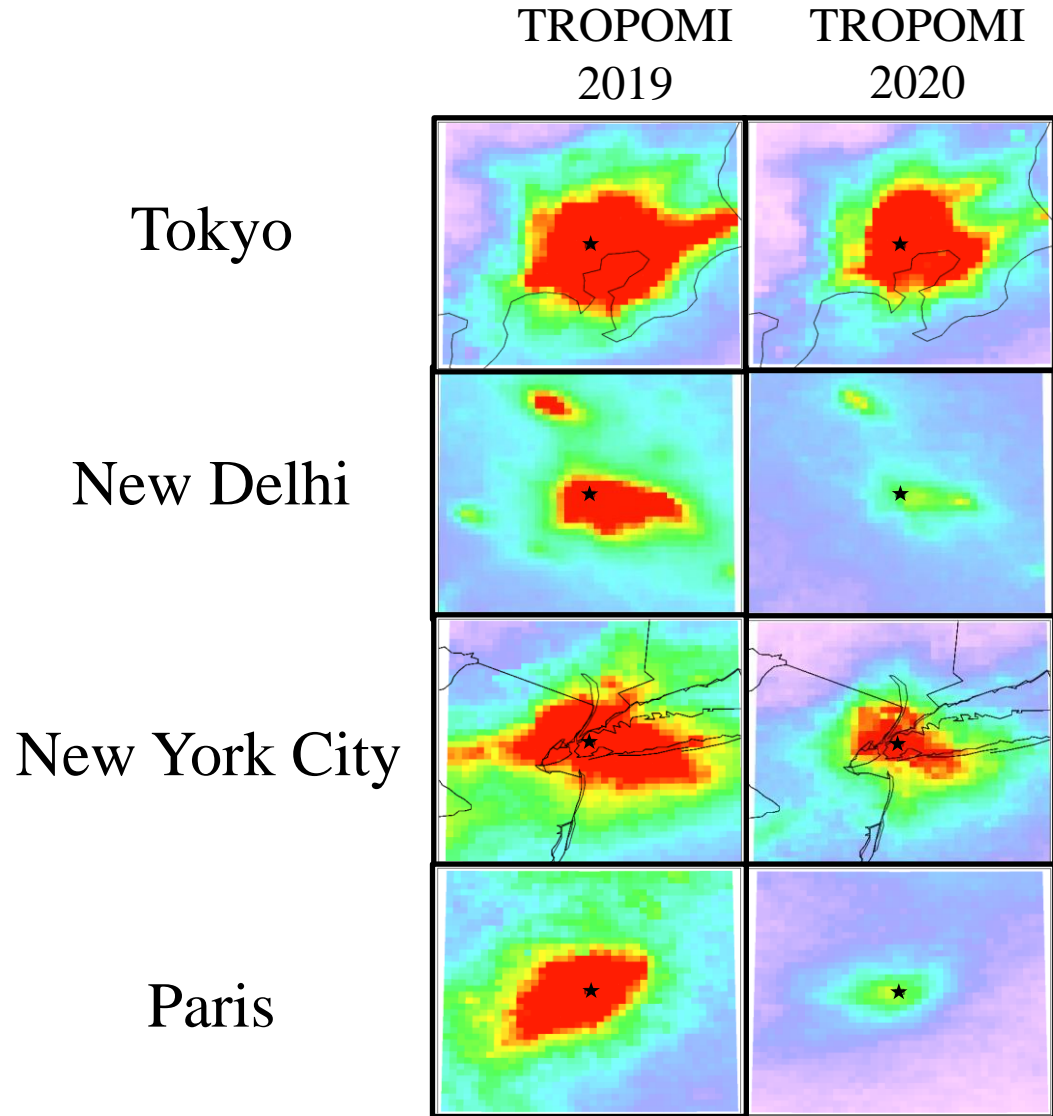 TROPOMI TROPOMI
2019 2020
Tokyo
New Delhi
New York City
Paris